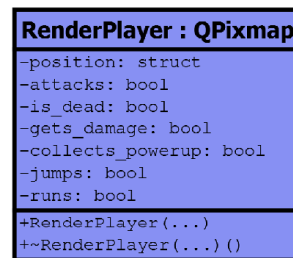 RenderPlayer : QPixmap
-position: struct
-attacks: bool
-is_dead: bool
-gets_damage: bool
-collects_powerup: bool
-jumps: bool
-runs: bool
+RenderPlayer(...)
+~RenderPlayer(...)()